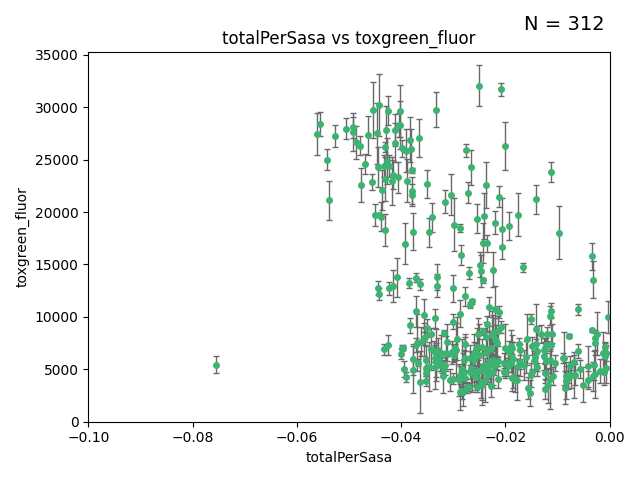 N = 312
totalPerSasa vs toxgreen_fluor
35000
30000
25000
20000
15000
10000
5000
0
toxgreen_fluor
−0.10 −0.08 −0.06 −0.04 −0.02 0.00
totalPerSasa